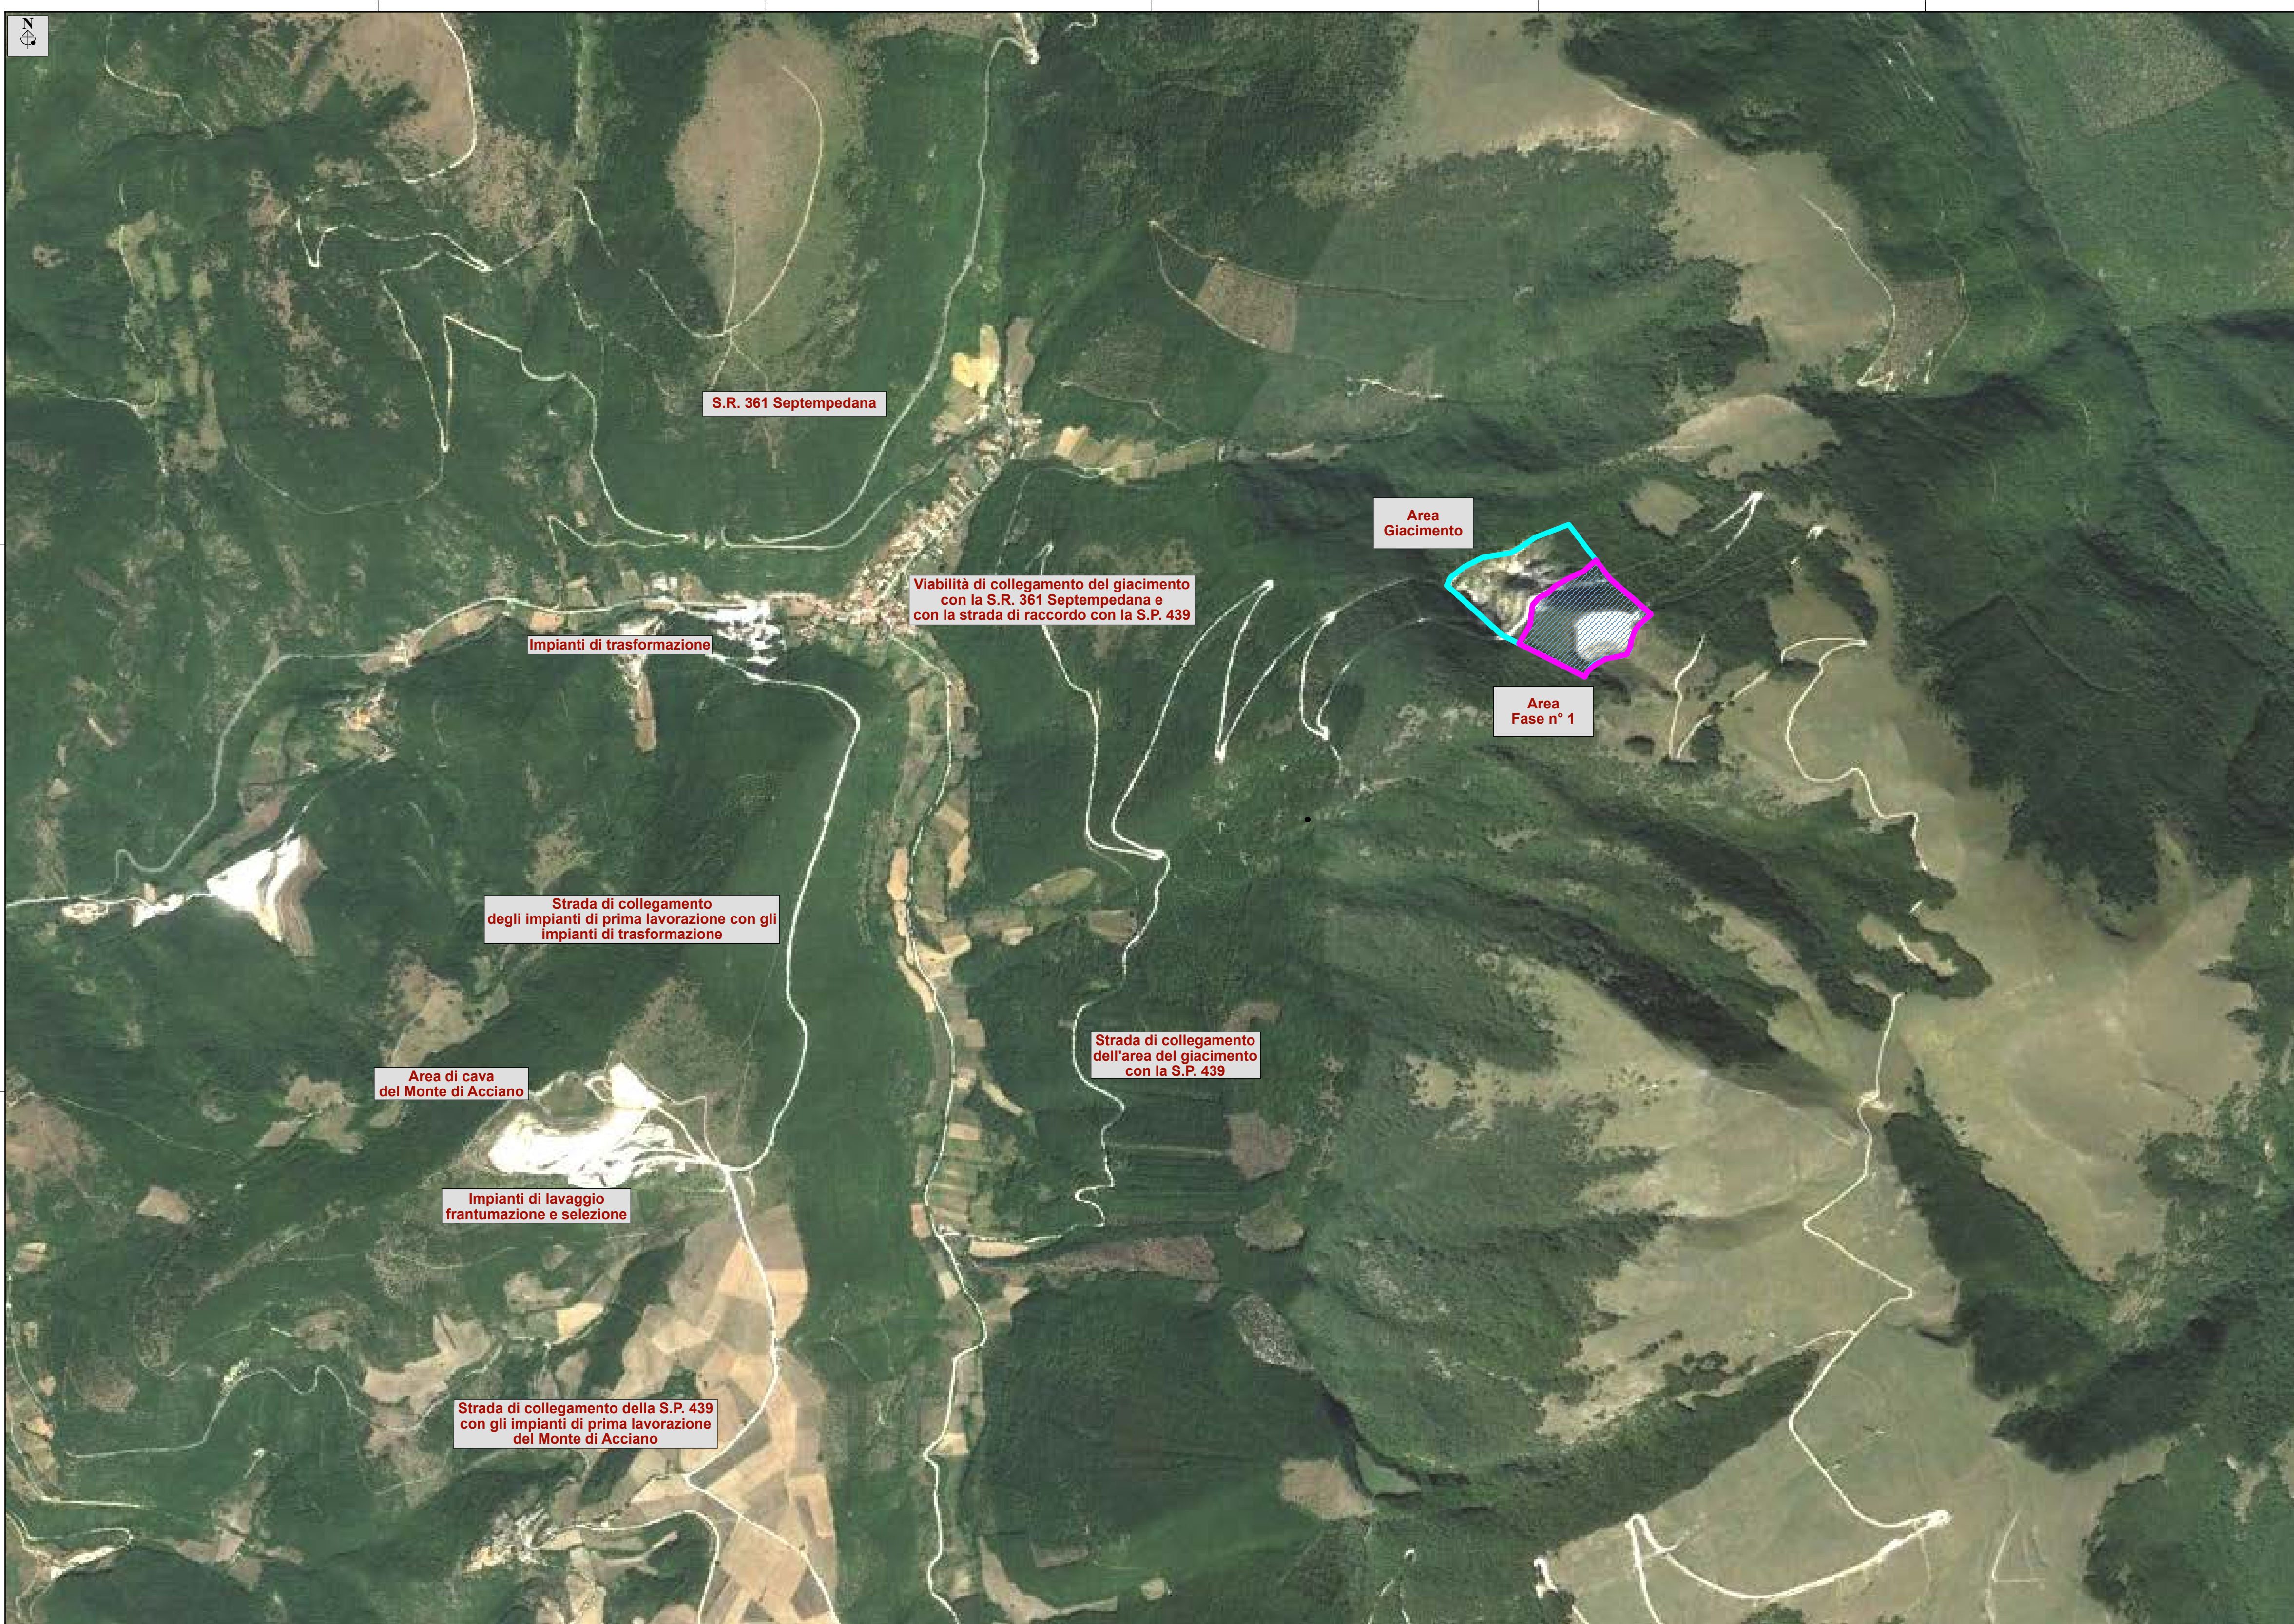 N
S.R. 361 Septempedana
Area
Giacimento
Viabilità di collegamento del giacimento
con la S.R. 361 Septempedana e
con la strada di raccordo con la S.P. 439
Impianti di trasformazione
Area
Fase n° 1
Strada di collegamento
degli impianti di prima lavorazione con gli
impianti di trasformazione
Strada di collegamento
dell'area del giacimento
con la S.P. 439
Area di cava
del Monte di Acciano
Impianti di lavaggio
frantumazione e selezione
Strada di collegamento della S.P. 439
con gli impianti di prima lavorazione
del Monte di Acciano